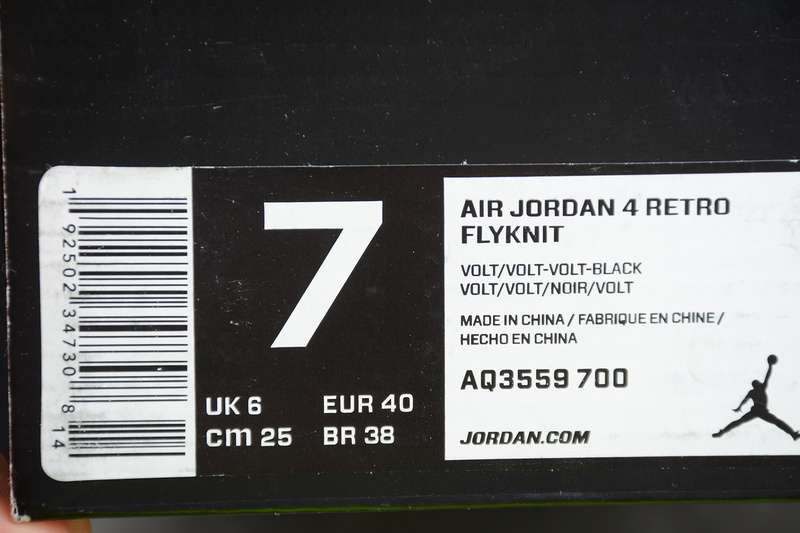 1 92502 34730 8 14
7
UK 6 EUR 40
cm 25 BR 38
AIR JORDAN 4 RETRO
FLYKNIT
VOLT/VOLT-VOLT-BLACK
VOLT/VOLT/NOIR/VOLT
MADE IN CHINA / FABRIQUE EN CHINE /
HECHO EN CHINA
AQ3559 700
JORDAN.COM